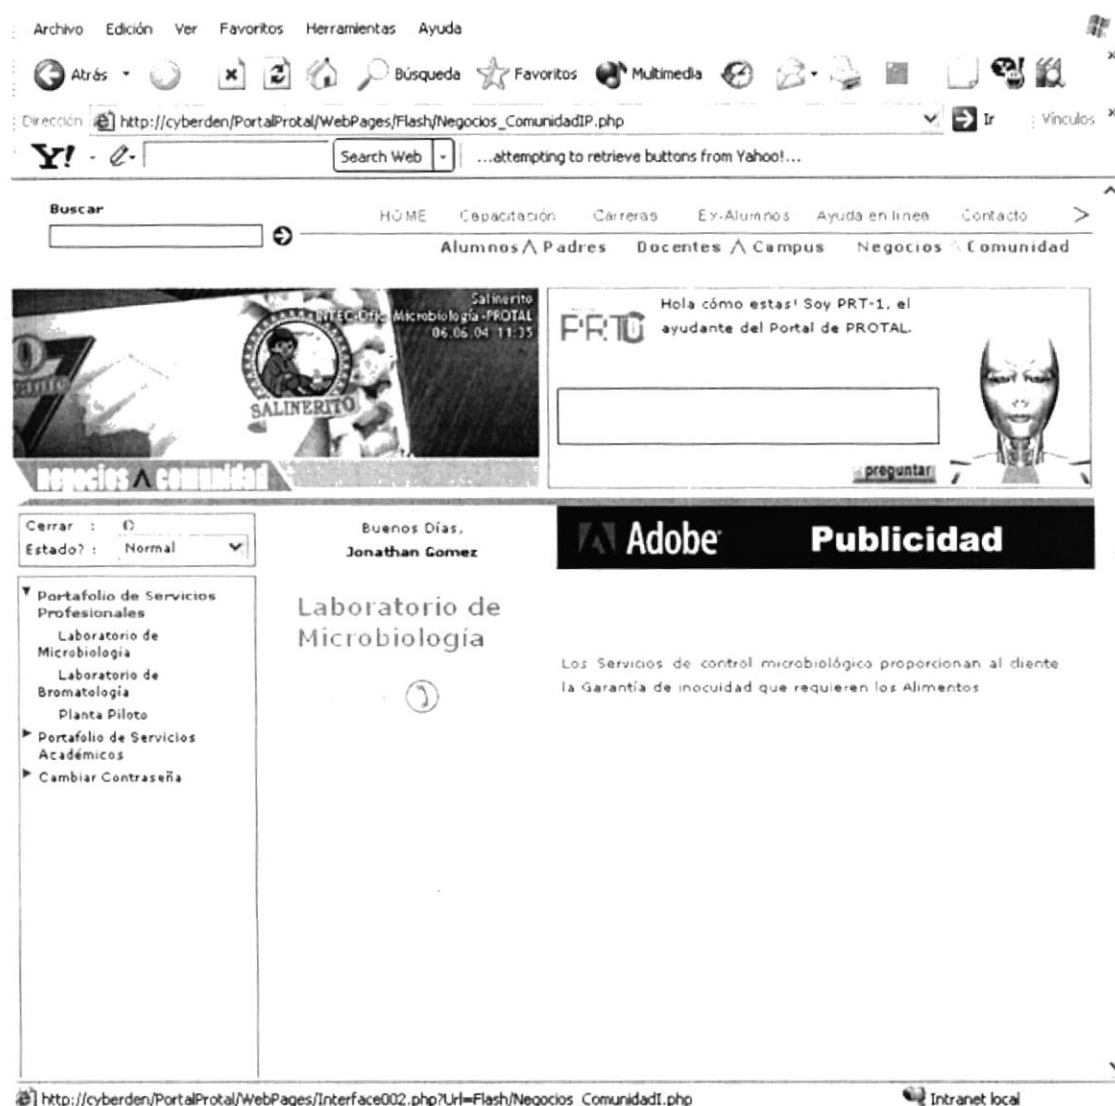 Archivo Edición Ver Favoritos Herramientas Ayuda
Atrás Búsqueda Favoritos Multimedia
Dirección http://cyberden/PortalProtal/WebPages/Flash/Negocios_ComunidadIP.php Ir Vínculos
Y! Search Web ...attempting to retrieve buttons from Yahoo!...
Buscar
HOME Capacitación Carreras Ex-Alumnos Ayuda en línea Contacto >
Alumnos Λ Padres Docentes Λ Campus Negocios Λ Comunidad
Salinerito
INTEC-Ofic Microbiología-PROTAL
06.06.04 11:35
SALINERITO
negocios Λ comunidad
Hola cómo estas! Soy PRT-1, el
ayudante del Portal de PROTAL.
preguntar
Cerrar :
Estado? : Normal
Buenos Días,
Jonathan Gomez
Adobe Publicidad
Portafolio de Servicios
Profesionales
Laboratorio de
Microbiología
Laboratorio de
Bromatología
Planta Piloto
Portafolio de Servicios
Académicos
Cambiar Contraseña
Laboratorio de
Microbiología
Los Servicios de control microbiológico proporcionan al cliente
la Garantía de inocuidad que requieren los Alimentos
http://cyberden/PortalProtal/WebPages/Interface002.php?Url=Flash/Negocios_ComunidadI.php Intranet local